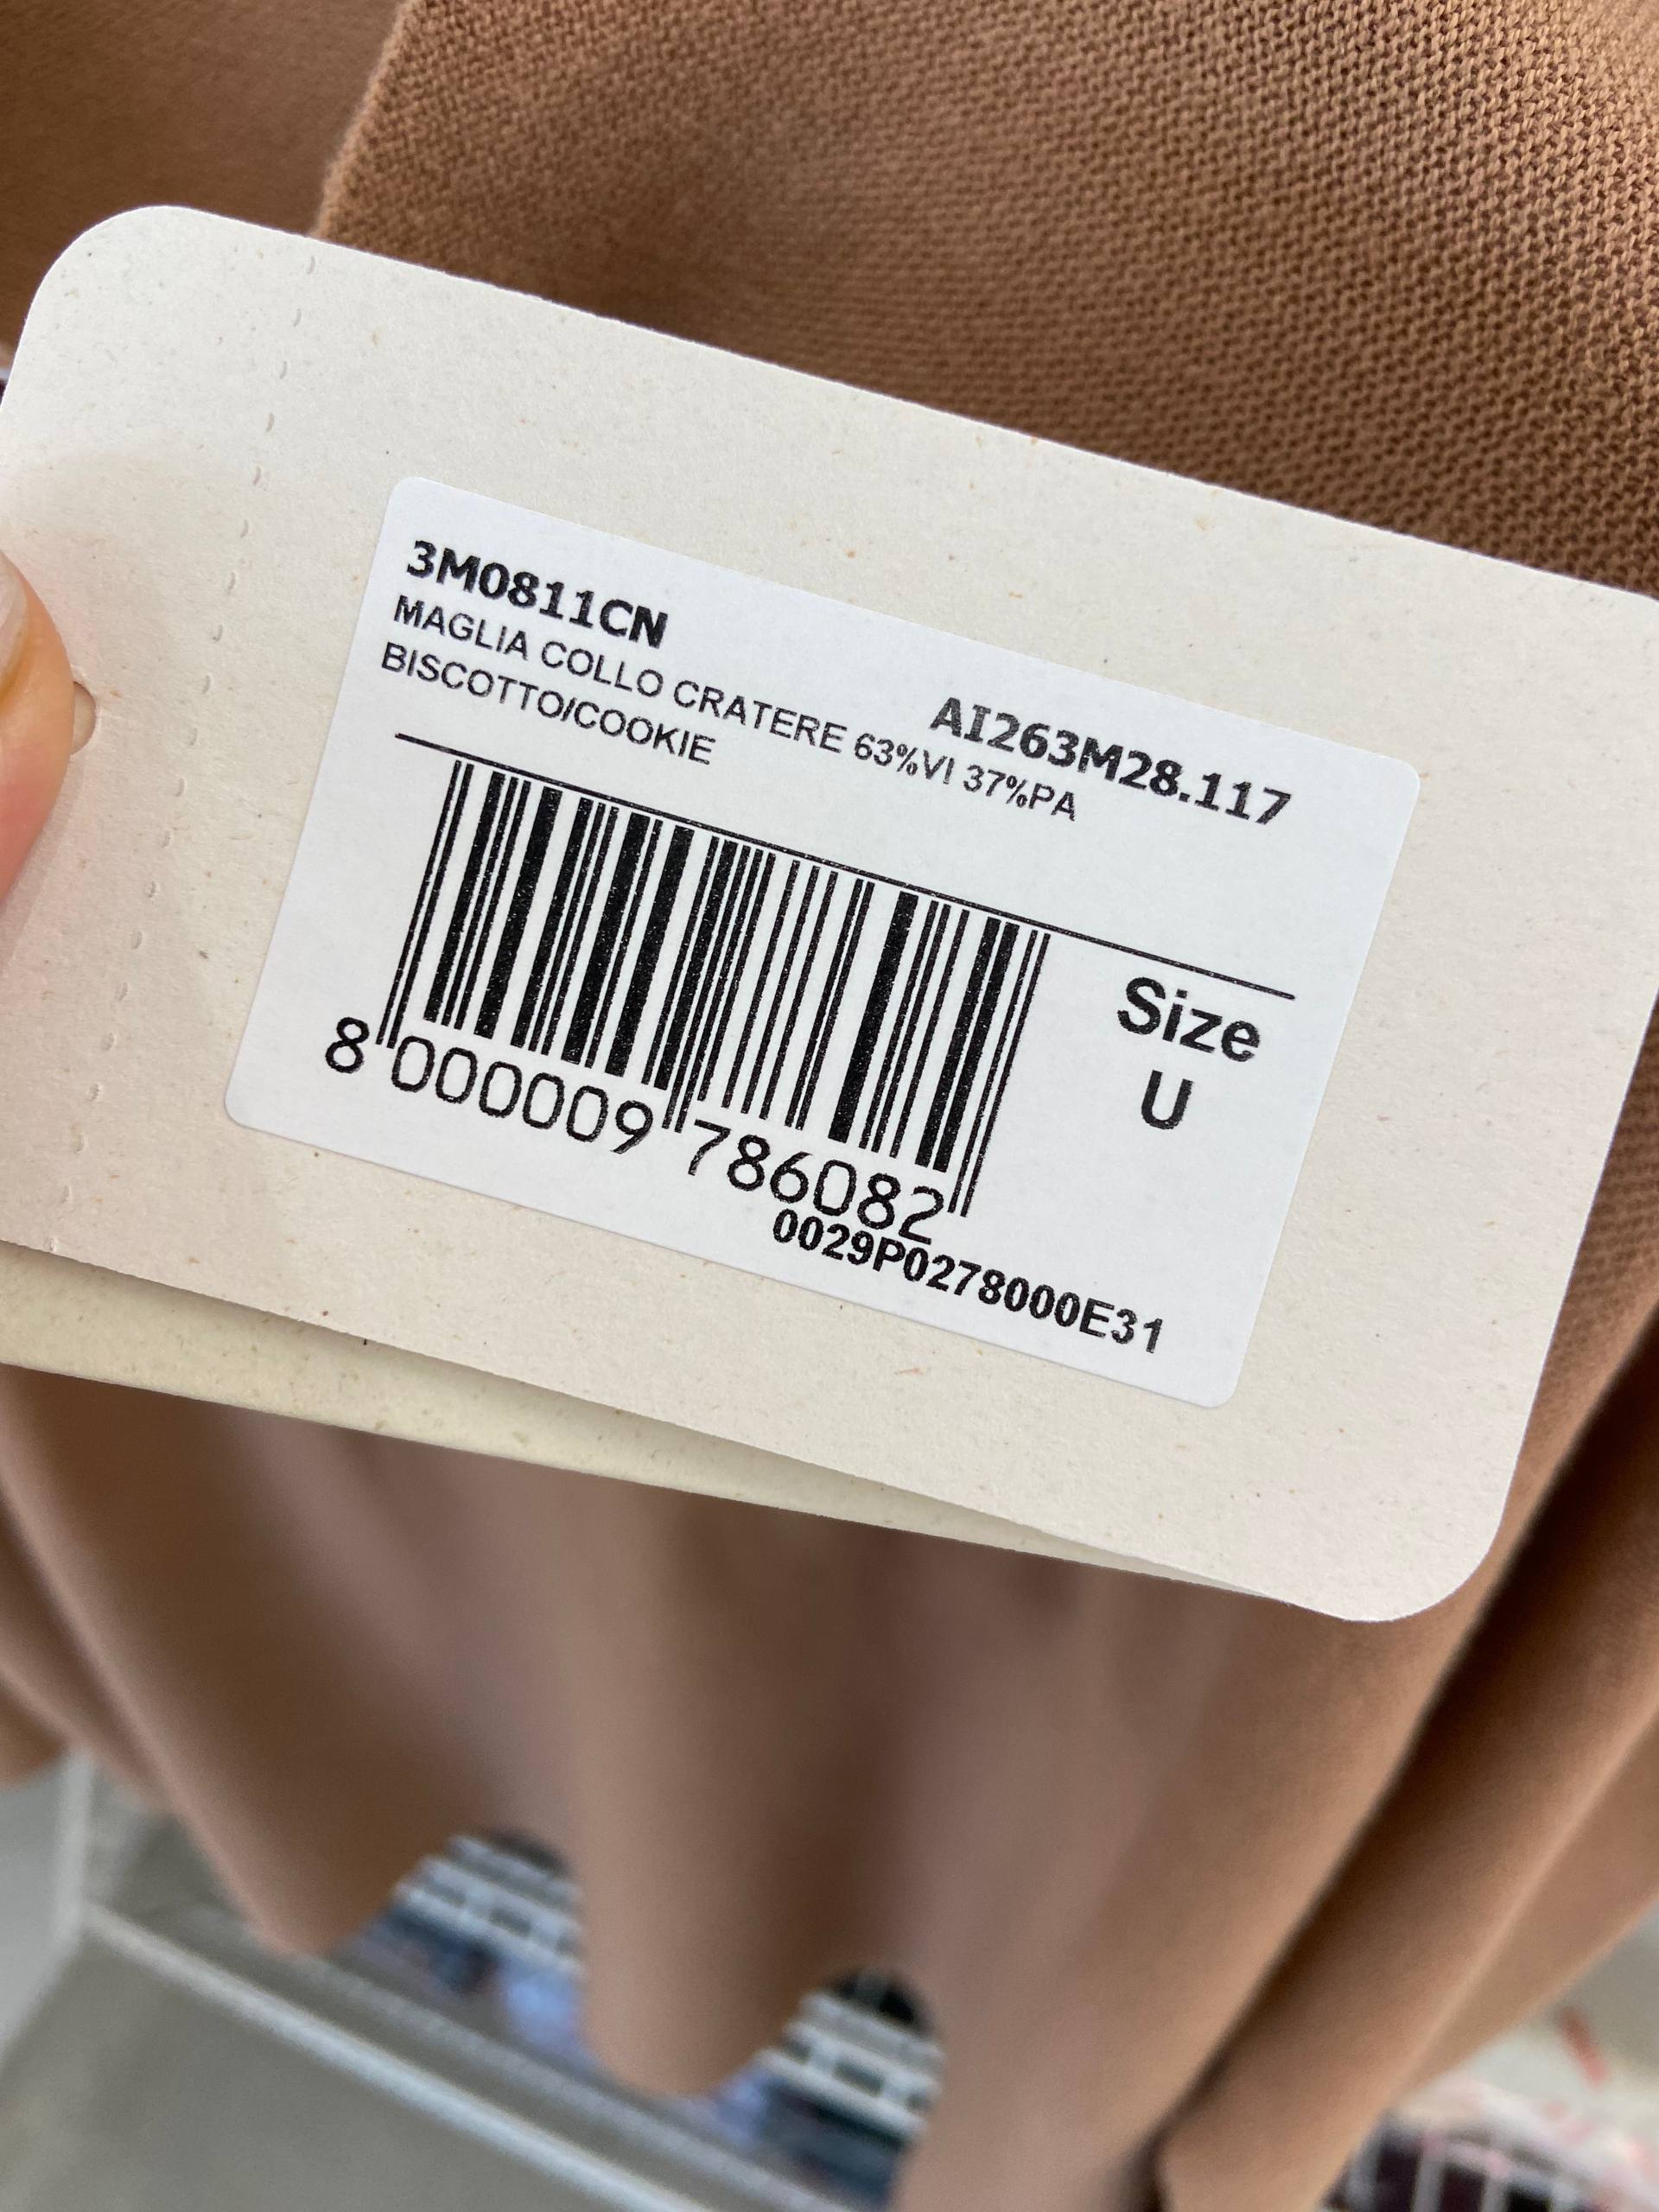 3M0811CN
AI263M28.117
MAGLIA COLLO CRATERE 63%VI 37%PA
BISCOTTO/COOKIE
Size
U
8 000009 786082
0029P0278000E31